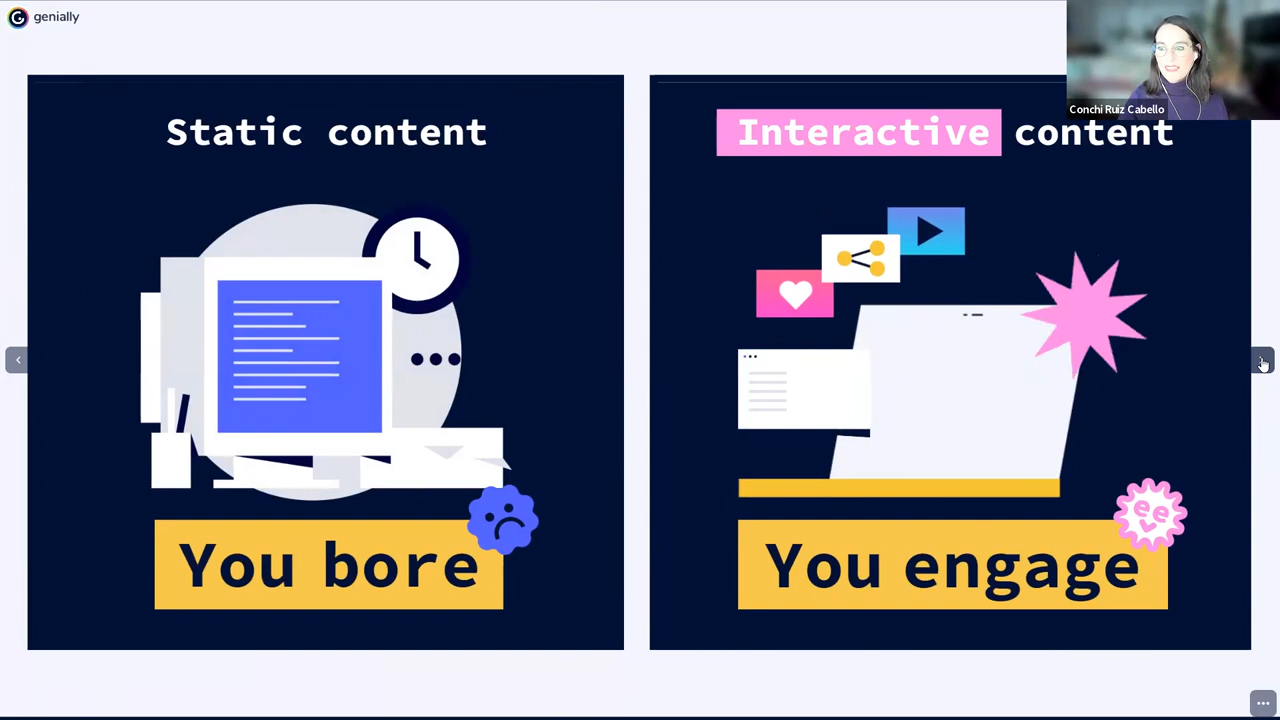 genially
Conchi Ruiz Cabello
Static content
Interactive content
You bore
You engage